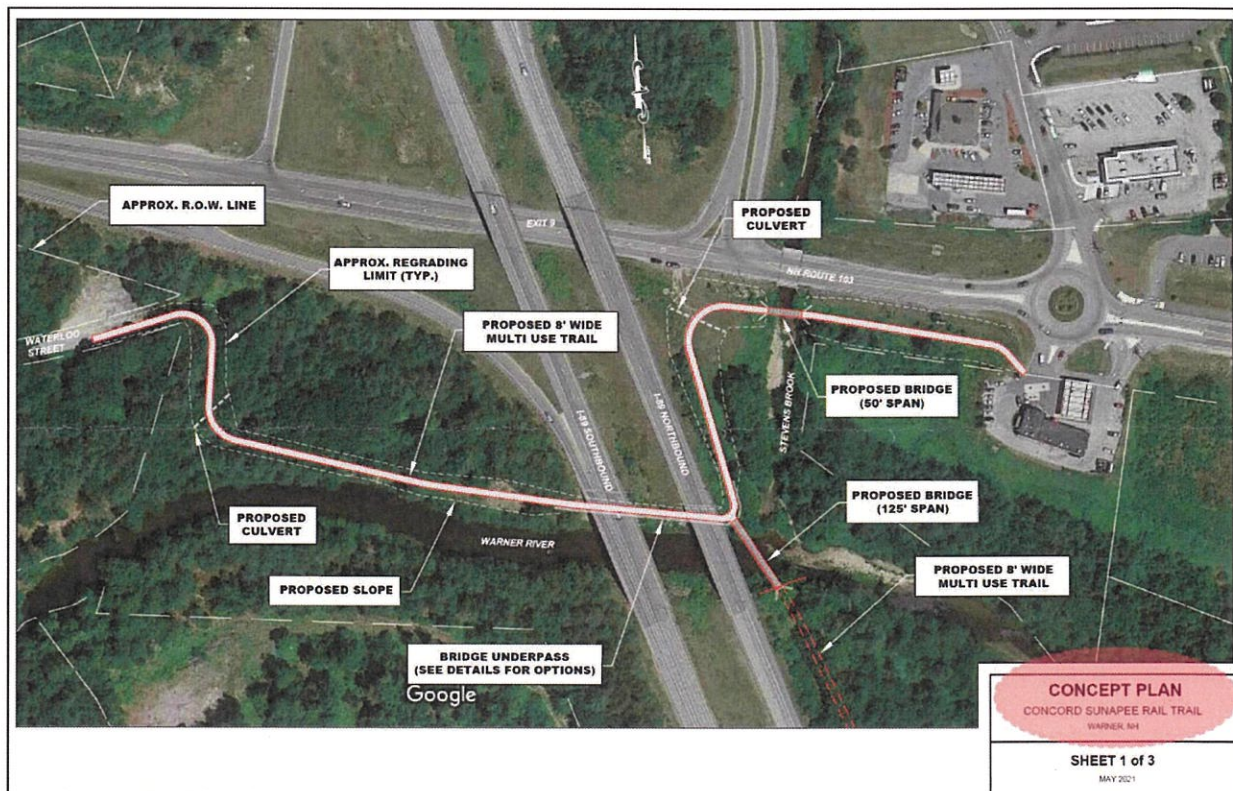 APPROX. R.O.W. LINE
APPROX. REGRADING
LIMIT (TYP.)
EXIT 9
PROPOSED
CULVERT
NH ROUTE 103
WATERLOO
STREET
PROPOSED 8' WIDE
MULTI USE TRAIL
PROPOSED BRIDGE
(50' SPAN)
STEVENS BROOK
I-89 SOUTHBOUND
I-89 NORTHBOUND
PROPOSED BRIDGE
(125' SPAN)
PROPOSED
CULVERT
WARNER RIVER
PROPOSED SLOPE
PROPOSED 8' WIDE
MULTI USE TRAIL
BRIDGE UNDERPASS
(SEE DETAILS FOR OPTIONS)
Google
CONCEPT PLAN
CONCORD SUNAPEE RAIL TRAIL
WARNER, NH
SHEET 1 of 3
MAY 2021